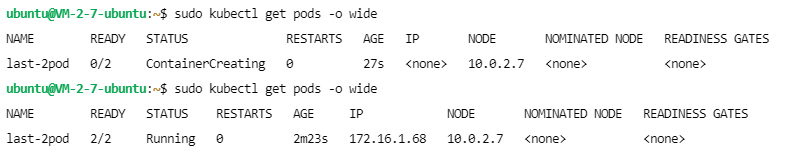 ubuntu@VM-2-7-ubuntu:~$ sudo kubectl get pods -o wide
NAME READY STATUS RESTARTS AGE IP NODE NOMINATED NODE READINESS GATES
last-2pod 0/2 ContainerCreating 0 27s <none> 10.0.2.7 <none> <none>
ubuntu@VM-2-7-ubuntu:~$ sudo kubectl get pods -o wide
NAME READY STATUS RESTARTS AGE IP NODE NOMINATED NODE READINESS GATES
last-2pod 2/2 Running 0 2m23s 172.16.1.68 10.0.2.7 <none> <none>